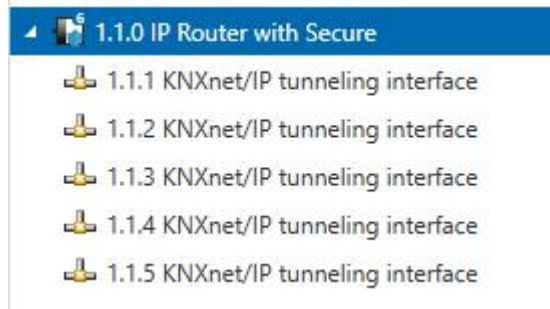 1.1.0 IP Router with Secure
1.1.1 KNXnet/IP tunneling interface
1.1.2 KNXnet/IP tunneling interface
1.1.3 KNXnet/IP tunneling interface
1.1.4 KNXnet/IP tunneling interface
1.1.5 KNXnet/IP tunneling interface